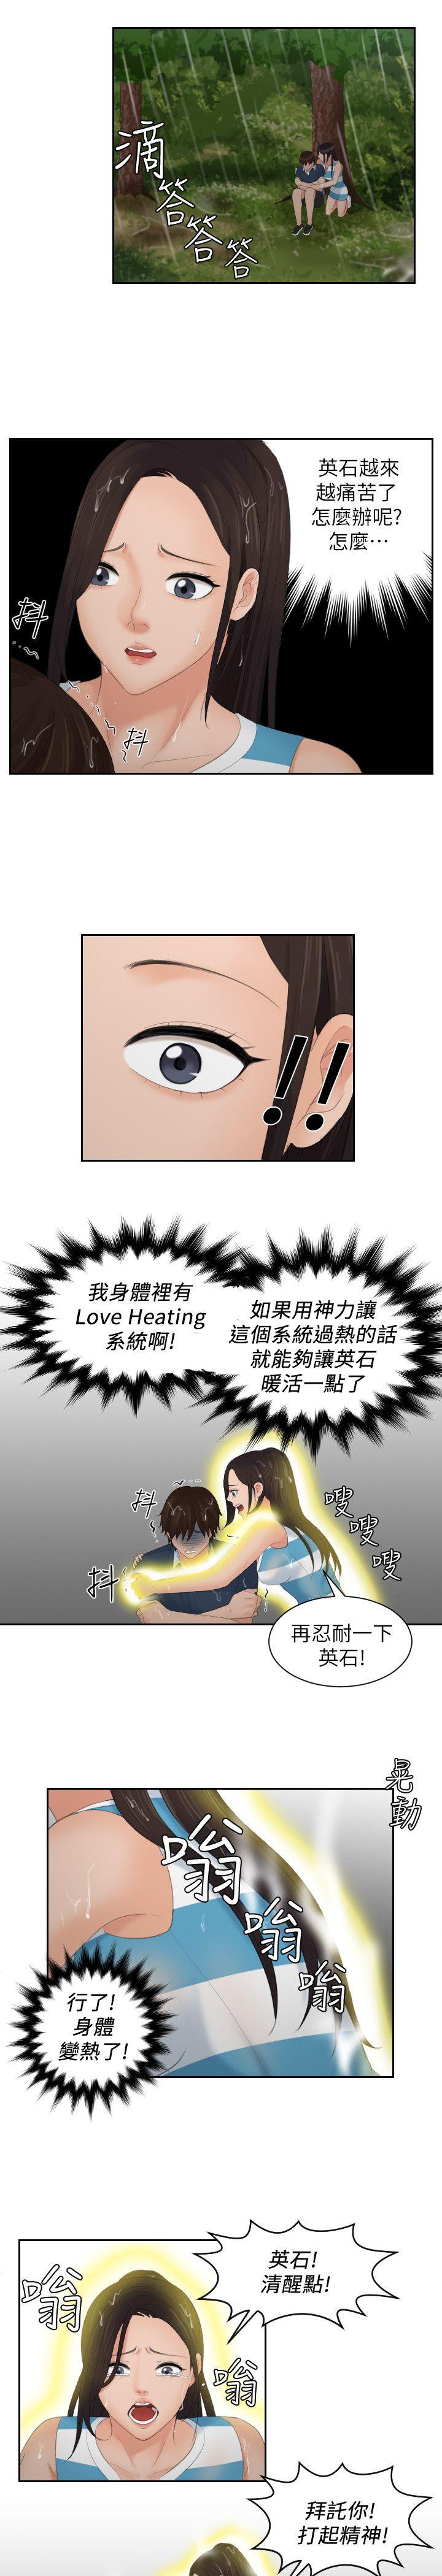 滴
答
答
答
英石越來
越痛苦了
怎麼辦呢?
怎麼…
抖
抖
!!
我身體裡有
Love Heating
系統啊!
如果用神力讓
這個系統過熱的話
就能夠讓英石
暖活一點了
抖
抖
嗖
嗖
嗖
再忍耐一下
英石!
晃動
嗡
嗡
嗡
行了!
身體
變熱了!
英石!
清醒點!
嗡
嗡
拜託你!
打起精神!